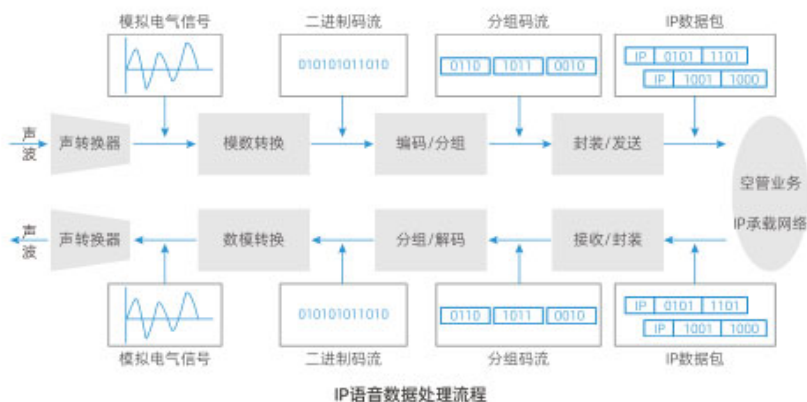 模拟电气信号
二进制码流
分组码流
IP数据包
010101011010
0110 1011 0010
IP 0101 1101
IP 1001 1000
声波
声转换器
模数转换
编码/分组
封装/发送
空管业务
IP承载网络
声波
声转换器
数模转换
分组/解码
接收/封装
010101011010
0110 1011 0010
IP 0101 1101
IP 1001 1000
模拟电气信号
二进制码流
分组码流
IP数据包
IP语音数据处理流程